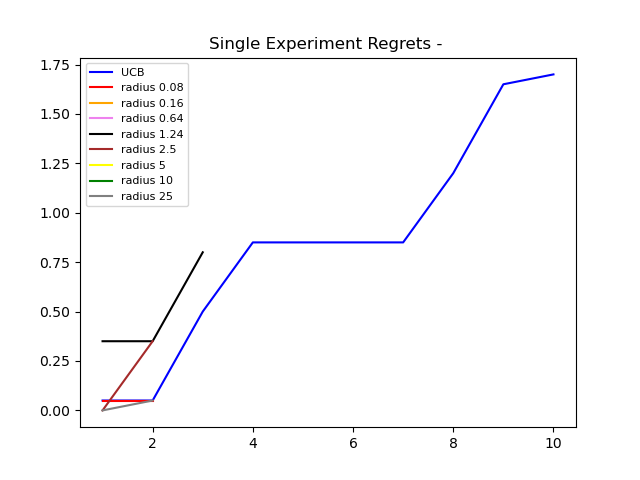 Single Experiment Regrets -
1.75
1.50
1.25
1.00
0.75
0.50
0.25
0.00
UCB
radius 0.08
radius 0.16
radius 0.64
radius 1.24
radius 2.5
radius 5
radius 10
radius 25
2 4 6 8 10